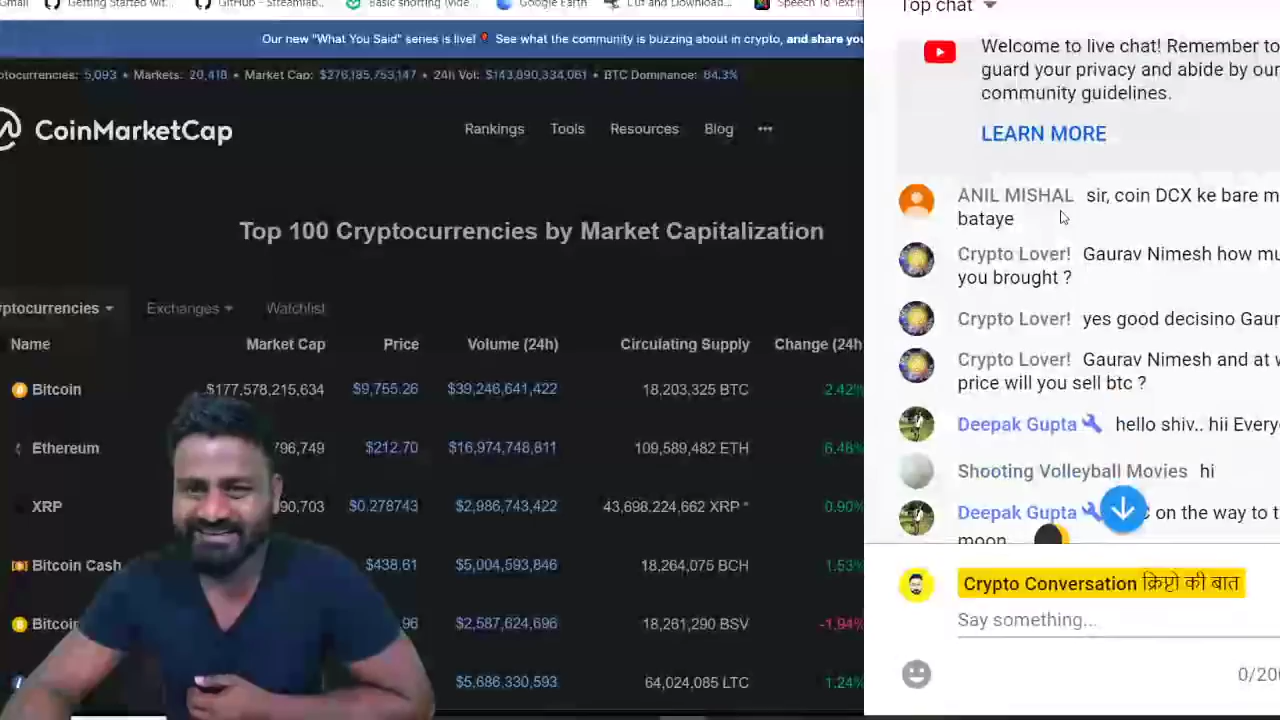 Gmail
Getting Started wit...
GitHub - Streamlab...
Basic shorting (vide...
Google Earth
Cut and Download...
Speech To Text
Our new "What You Said" series is live! See what the community is buzzing about in crypto, and share you
ptocurrencies: 5,093 • Markets: 20,418 • Market Cap: $276,185,753,147 • 24h Vol: $143,090,334,061 • BTC Dominance: 64.3%
CoinMarketCap
Rankings
Tools
Resources
Blog
Top 100 Cryptocurrencies by Market Capitalization
yptocurrencies
Exchanges
Watchlist
Name Market Cap Price Volume (24h) Circulating Supply Change (24h
Bitcoin $177,578,215,634 $9,755.26 $39,246,641,422 18,203,325 BTC 2.42%
Ethereum 796,749 $212.70 $16,974,748,611 109,589,482 ETH 6.48%
XRP 90,703 $0.278743 $2,986,743,422 43,698,224,662 XRP * 0.90%
Bitcoin Cash $438.61 $5,004,593,846 18,264,075 BCH 1.53%
Bitcoin .96 $2,587,624,696 18,261,290 BSV -1.94%
$5,686,330,593 64,024,085 LTC 1.24%
Top chat
Welcome to live chat! Remember to
guard your privacy and abide by our
community guidelines.
LEARN MORE
ANIL MISHAL sir, coin DCX ke bare m
bataye
Crypto Lover! Gaurav Nimesh how mu
you brought ?
Crypto Lover! yes good decisino Gaur
Crypto Lover! Gaurav Nimesh and at w
price will you sell btc ?
Deepak Gupta hello shiv.. hii Every
Shooting Volleyball Movies hi
Deepak Gupta C on the way to t
moon
Crypto Conversation क्रिप्टो की बात
Say something...
0/200